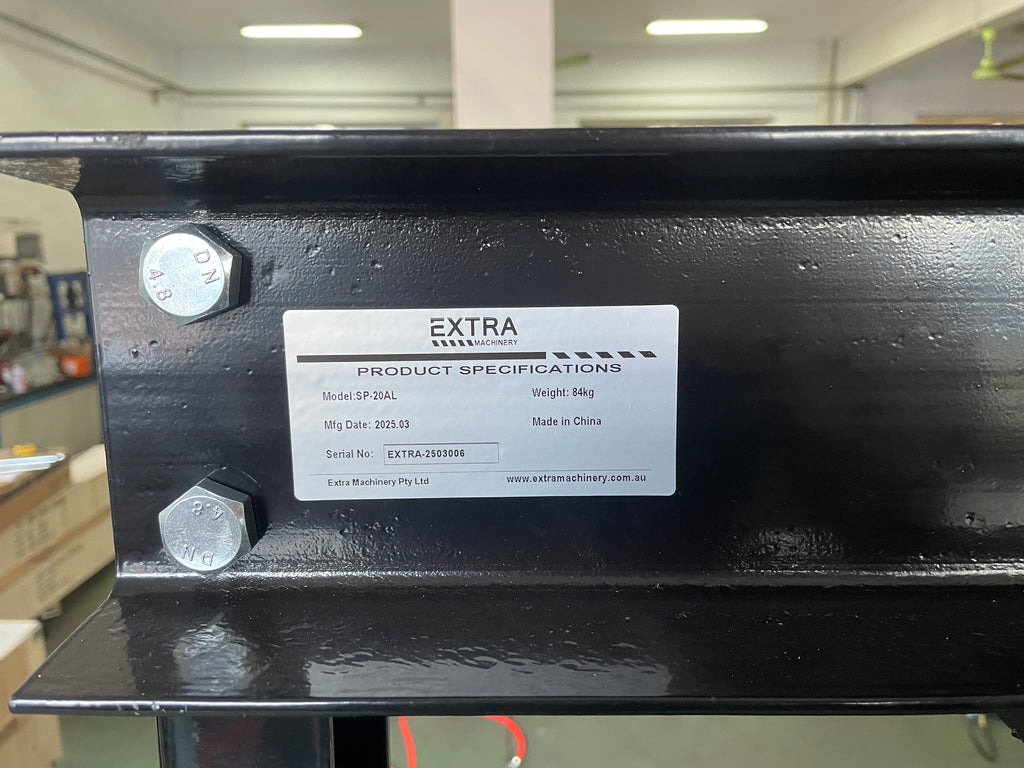 DN
4.8
EXTRA
MACHINERY
PRODUCT SPECIFICATIONS
Model:SP-20AL
Weight: 84kg
Mfg Date: 2025.03
Made in China
Serial No: EXTRA-2503006
Extra Machinery Pty Ltd
www.extramachinery.com.au
4.8
DN